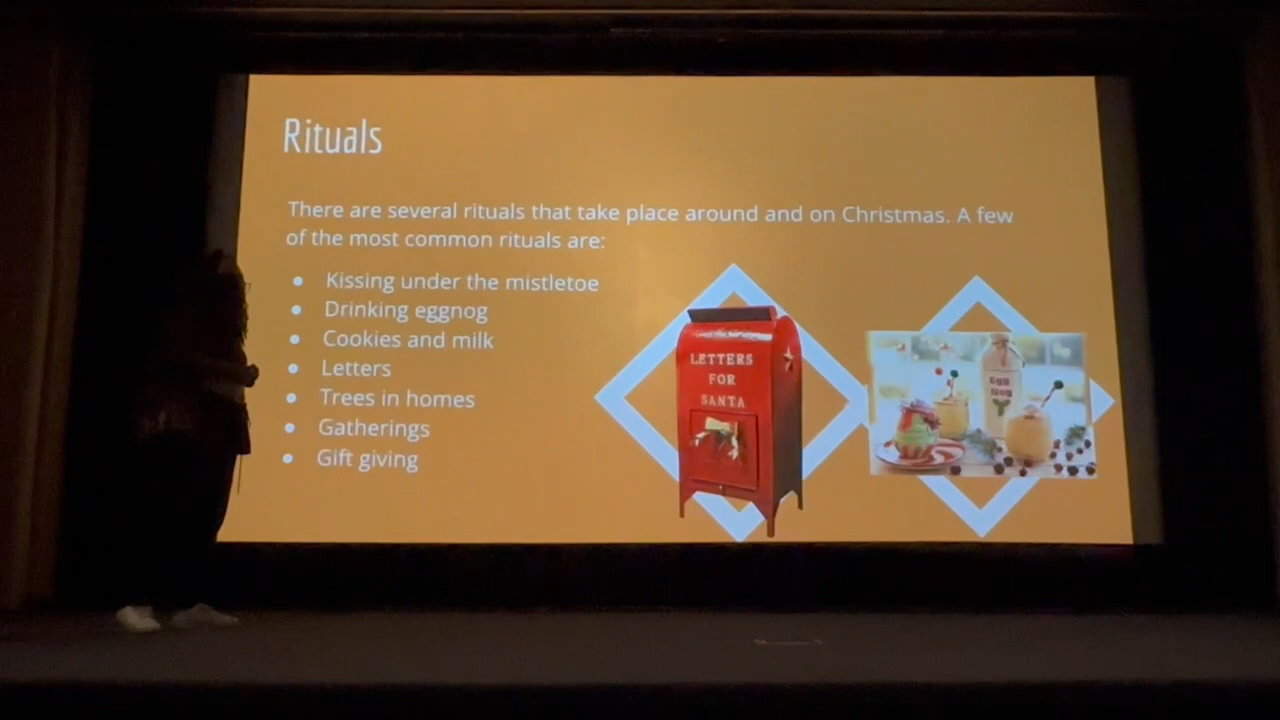 Rituals
There are several rituals that take place around and on Christmas. A few
of the most common rituals are:
● Kissing under the mistletoe
● Drinking eggnog
● Cookies and milk
● Letters
● Trees in homes
● Gatherings
● Gift giving
LETTERS
FOR
SANTA
Egg
Nog